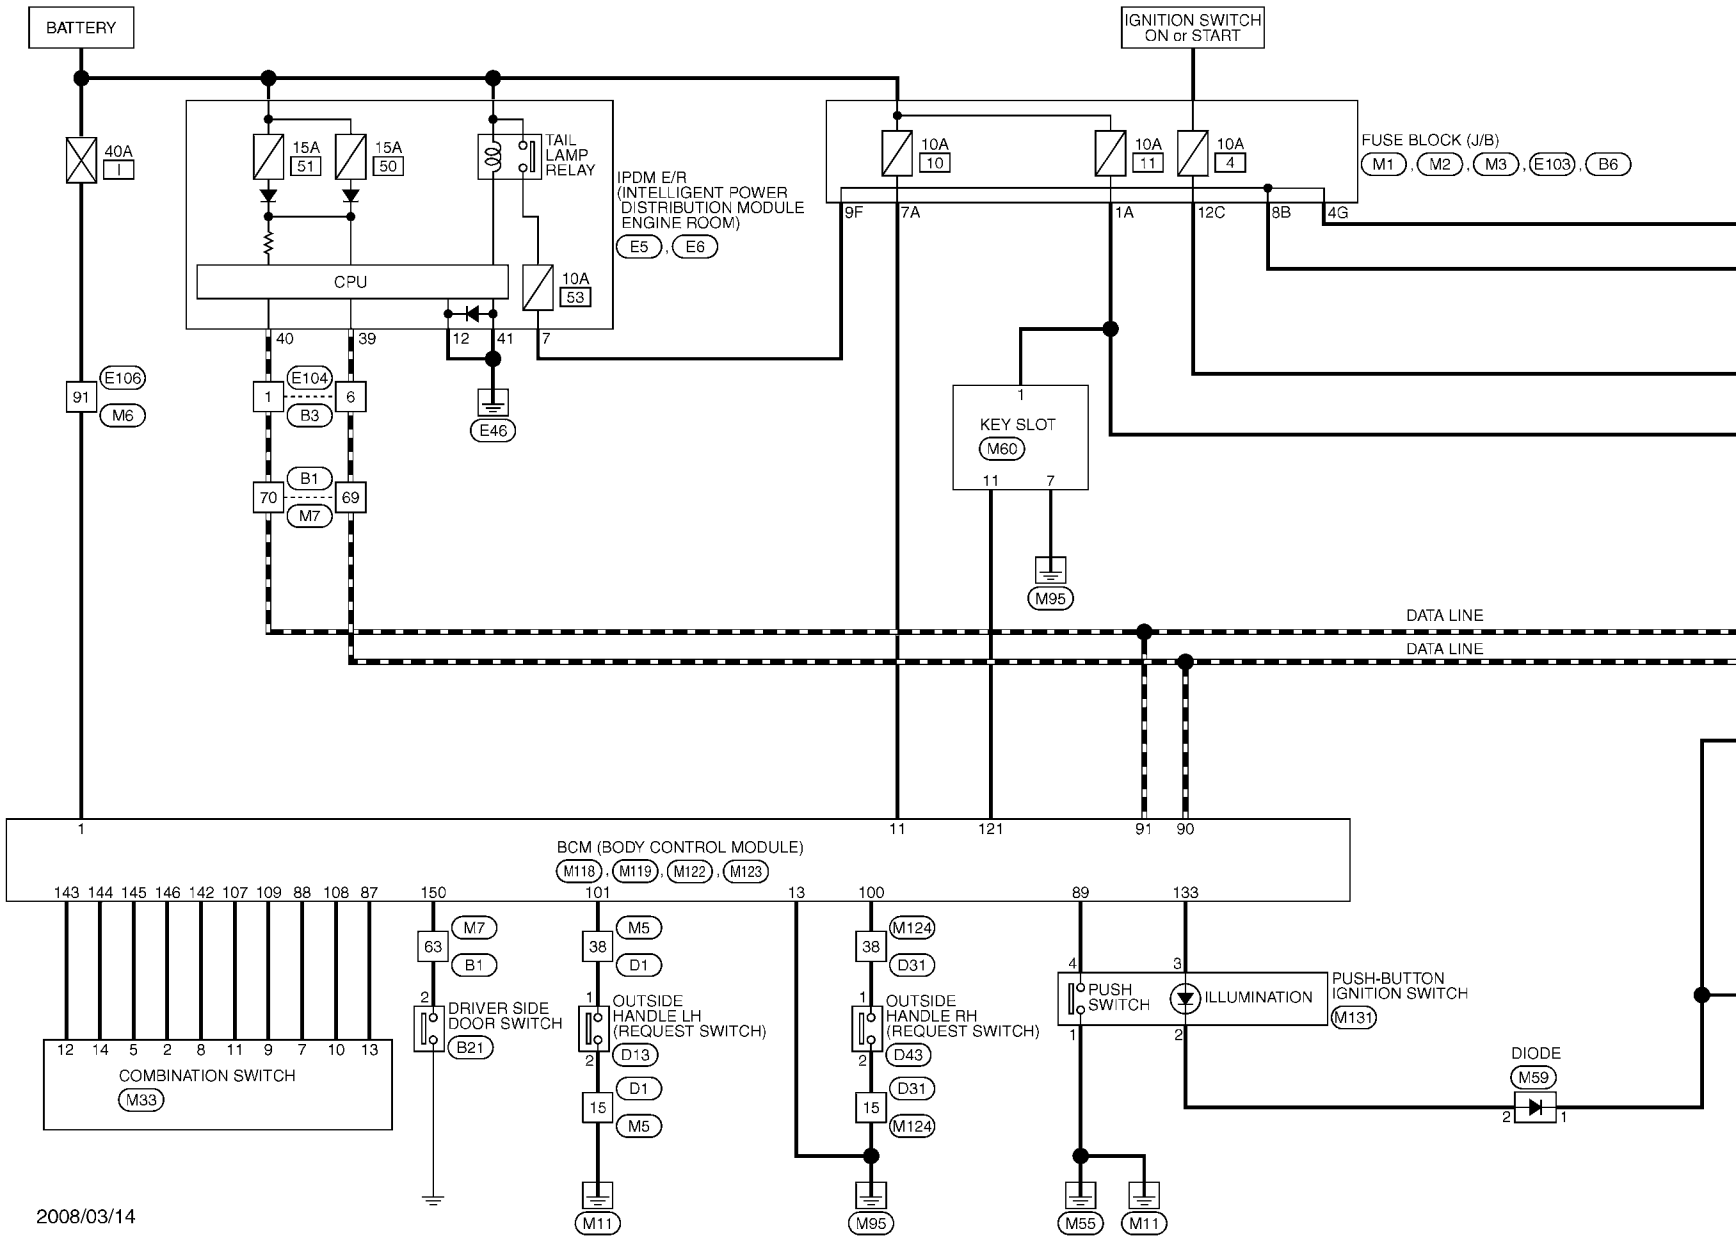 BATTERY
IGNITION SWITCH
ON or START
40A
I
15A
51
15A
50
TAIL
LAMP
RELAY
IPDM E/R
(INTELLIGENT POWER
DISTRIBUTION MODULE
ENGINE ROOM)
E5 , E6
CPU
10A
53
10A
10
10A
11
10A
4
FUSE BLOCK (J/B)
M1 , M2 , M3 , E103 , B6
9F 7A 1A 12C 8B 4G
40 39 12 41 7
91
E106
M6
1
E104
B3
6
E46
70
B1
M7
69
1
KEY SLOT
M60
11 7
M95
DATA LINE
DATA LINE
1 11 121 91 90
BCM (BODY CONTROL MODULE)
M118 , M119 , M122 , M123
143 144 145 146 142 107 109 88 108 87 150 101 13 100 89 133
M7
63
B1
M5
38
D1
M124
38
D31
2
DRIVER SIDE
DOOR SWITCH
B21
1
OUTSIDE
HANDLE LH
(REQUEST SWITCH)
2
D13
1
OUTSIDE
HANDLE RH
(REQUEST SWITCH)
2
D43
4 3
PUSH
SWITCH
ILLUMINATION
PUSH-BUTTON
IGNITION SWITCH
M131
1 2
12 14 5 2 8 11 9 7 10 13
COMBINATION SWITCH
M33
D1
15
M5
D31
15
M124
DIODE
M59
2 1
M11
M95
M55
M11
2008/03/14